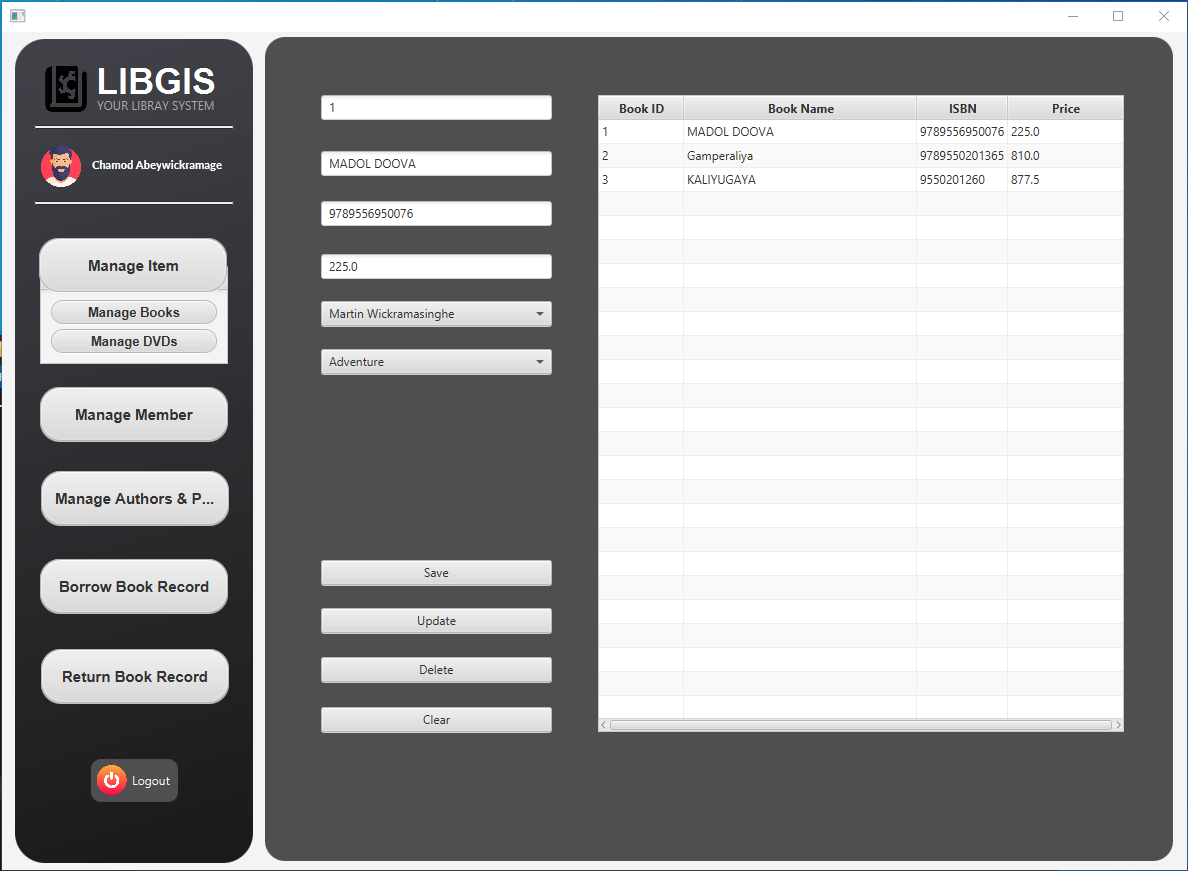 LIBGIS
YOUR LIBRAY SYSTEM
Chamod Abeywickramage
Manage Item
Manage Books
Manage DVDs
Manage Member
Manage Authors & P...
Borrow Book Record
Return Book Record
Logout
1
MADOL DOOVA
9789556950076
225.0
Martin Wickramasinghe
Adventure
Save
Update
Delete
Clear
Book ID Book Name ISBN Price
1 MADOL DOOVA 9789556950076 225.0
2 Gamperaliya 9789550201365 810.0
3 KALIYUGAYA 9550201260 877.5